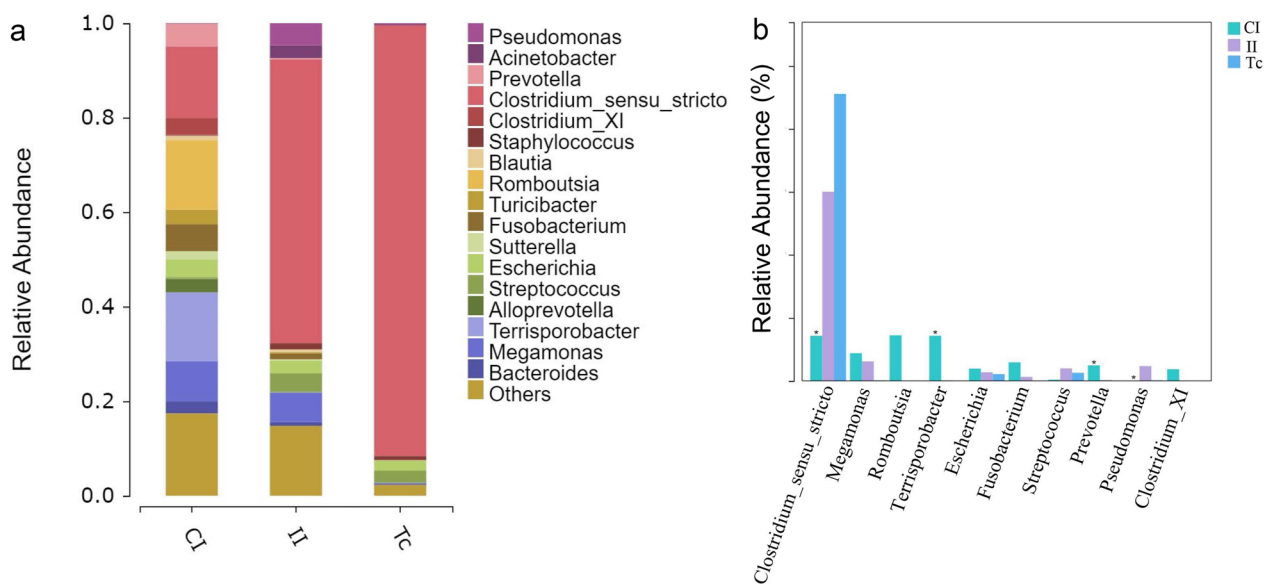 a
Relative Abundance
1.0
0.8
0.6
0.4
0.2
0.0
CI
II
Tc
Pseudomonas
Acinetobacter
Prevotella
Clostridium_sensu_stricto
Clostridium_XI
Staphylococcus
Blautia
Romboutsia
Turicibacter
Fusobacterium
Sutterella
Escherichia
Streptococcus
Alloprevotella
Terrisporobacter
Megamonas
Bacteroides
Others
b
Relative Abundance (%)
CI
II
Tc
*
*
*
*
Clostridium_sensu_stricto
Megamonas
Romboutsia
Terrisporobacter
Escherichia
Fusobacterium
Streptococcus
Prevotella
Pseudomonas
Clostridium_XI